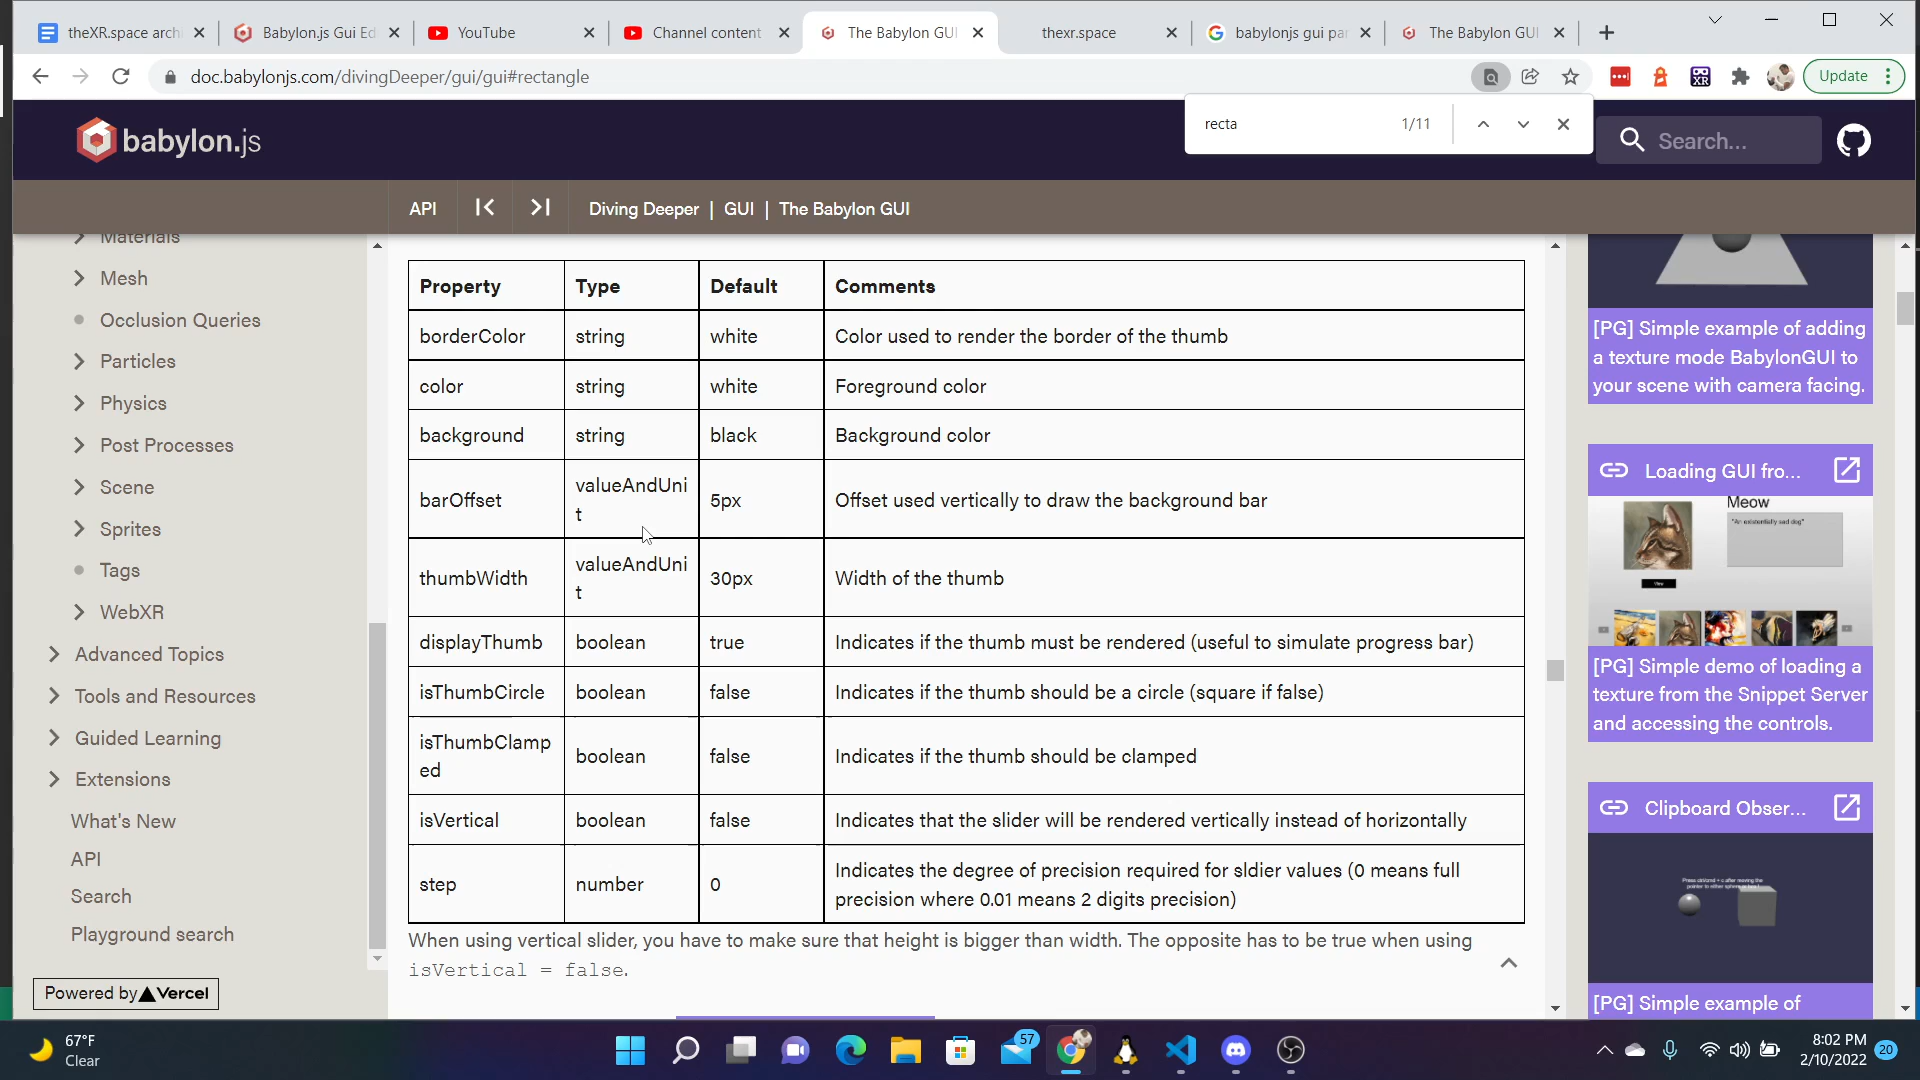 theXR.space arch
Babylon.js Gui Ed
YouTube
Channel content
The Babylon GUI
thexr.space
babylonjs gui par
The Babylon GUI
doc.babylonjs.com/divingDeeper/gui/gui#rectangle
Update
recta
1/11
babylon.js
Search...
API
Diving Deeper | GUI | The Babylon GUI
Materials
Mesh
Occlusion Queries
Particles
Physics
Post Processes
Scene
Sprites
Tags
WebXR
Advanced Topics
Tools and Resources
Guided Learning
Extensions
What's New
API
Search
Playground search
Powered by Vercel
Property Type Default Comments
borderColor string white Color used to render the border of the thumb
color string white Foreground color
background string black Background color
barOffset valueAndUni
t 5px Offset used vertically to draw the background bar
thumbWidth valueAndUni
t 30px Width of the thumb
displayThumb boolean true Indicates if the thumb must be rendered (useful to simulate progress bar)
isThumbCircle boolean false Indicates if the thumb should be a circle (square if false)
isThumbClamp
ed boolean false Indicates if the thumb should be clamped
isVertical boolean false Indicates that the slider will be rendered vertically instead of horizontally
step number 0 Indicates the degree of precision required for sldier values (0 means full
precision where 0.01 means 2 digits precision)
When using vertical slider, you have to make sure that height is bigger than width. The opposite has to be true when using
isVertical = false.
[PG] Simple example of adding
a texture mode BabylonGUI to
your scene with camera facing.
Loading GUI fro...
Meow
"An existentially sad dog"
[PG] Simple demo of loading a
texture from the Snippet Server
and accessing the controls.
Clipboard Obser...
[PG] Simple example of
67°F
Clear
57
8:02 PM
2/10/2022
20